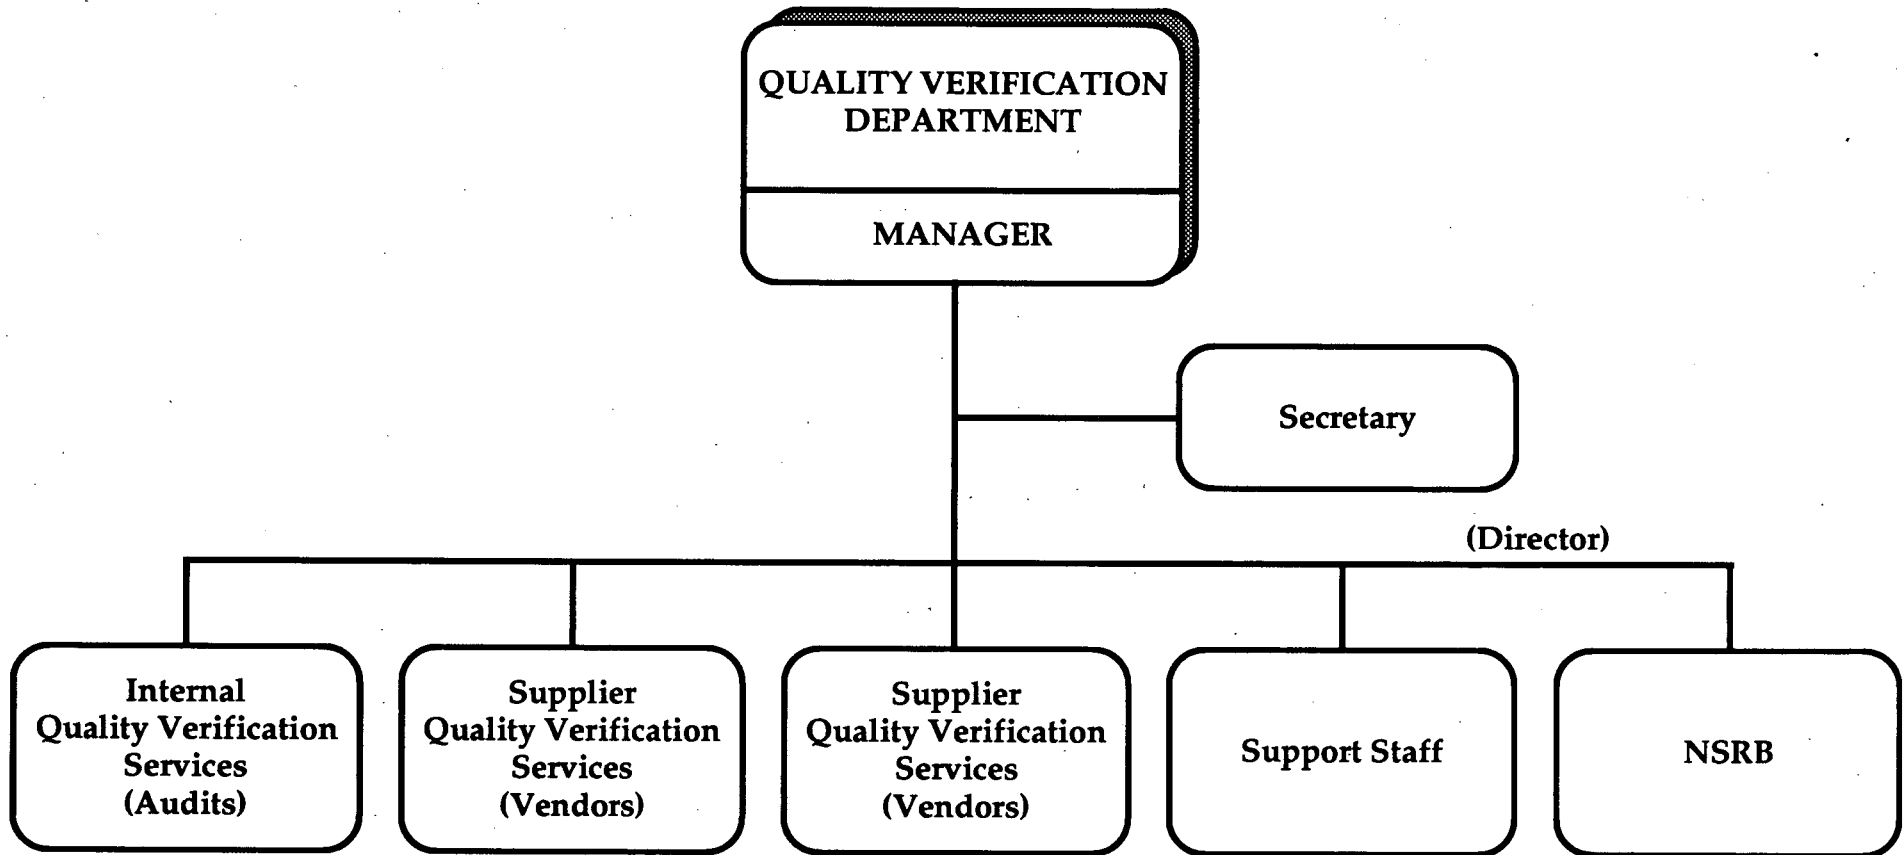 QUALITY VERIFICATION
DEPARTMENT
MANAGER
Secretary
(Director)
Internal
Quality Verification
Services
(Audits)
Supplier
Quality Verification
Services
(Vendors)
Supplier
Quality Verification
Services
(Vendors)
Support Staff
NSRB